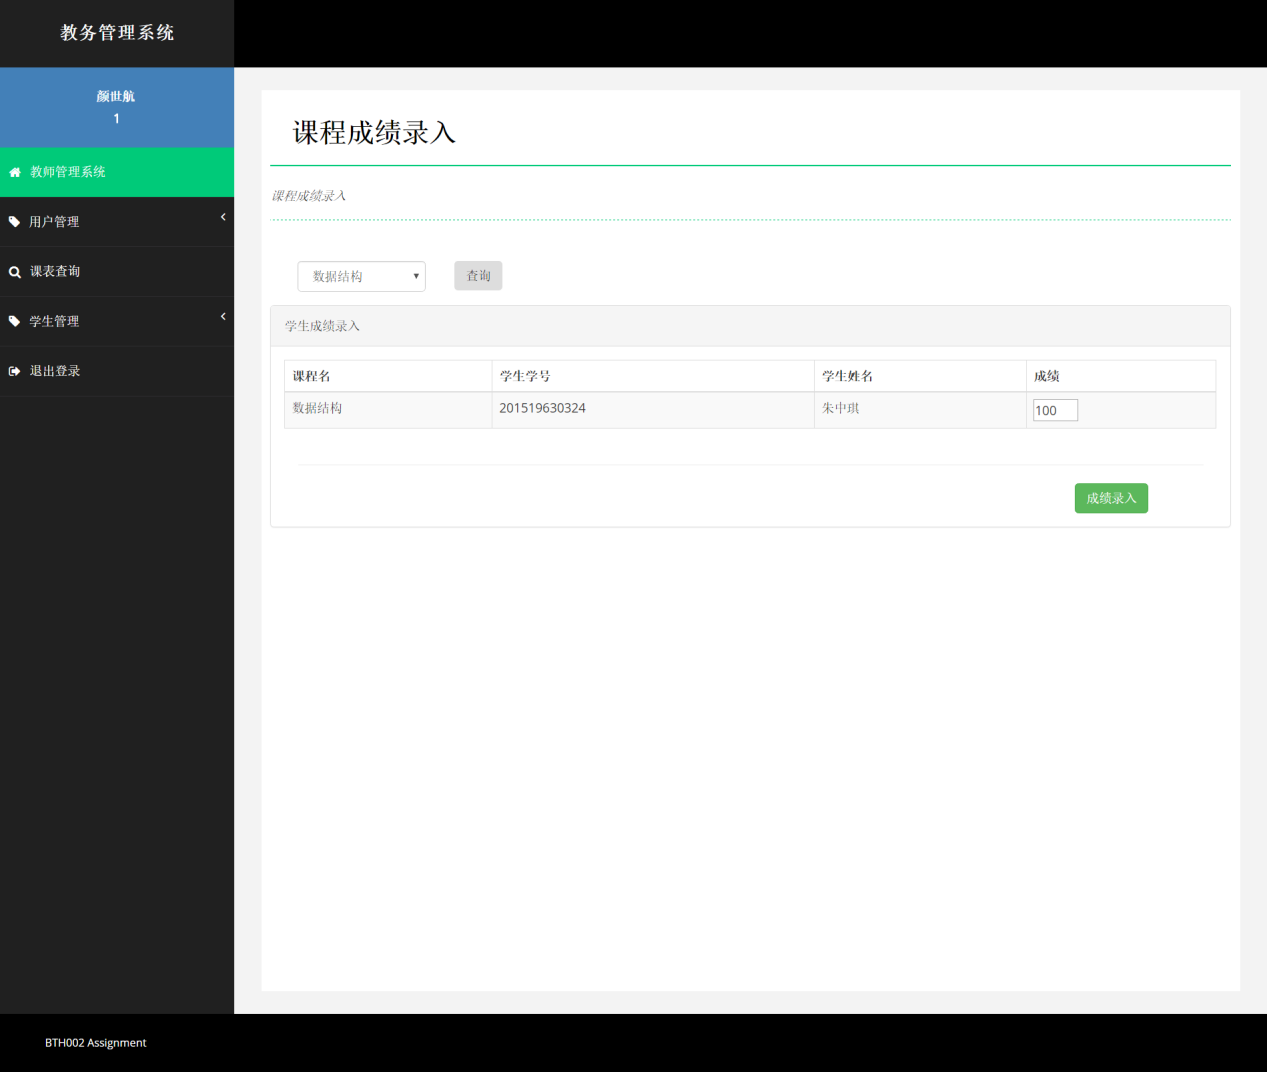 教务管理系统
颜世航
1
教师管理系统
用户管理
课表查询
学生管理
退出登录
课程成绩录入
课程成绩录入
数据结构
查询
学生成绩录入
课程名 学生学号 学生姓名 成绩
数据结构 201519630324 朱中琪 100
成绩录入
BTH002 Assignment